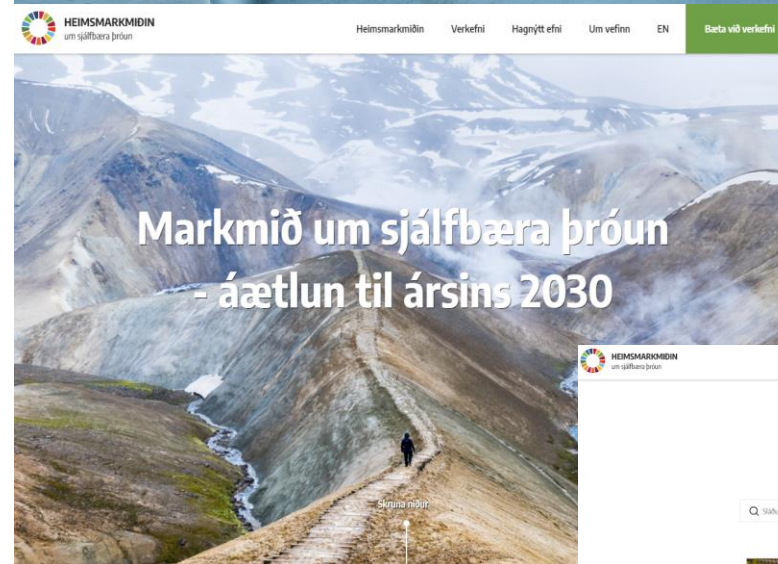 HEIMSMARKMIÐIN
um sjálfbæra þróun
Heimsmarkmiðin Verkefni Hagnýtt efni Um vefinn EN Bæta við verkefni
Markmið um sjálfbæra þróun
- áætlun til ársins 2030
Skruna niður
HEIMSMARKMIÐIN
um sjálfbæra þróun